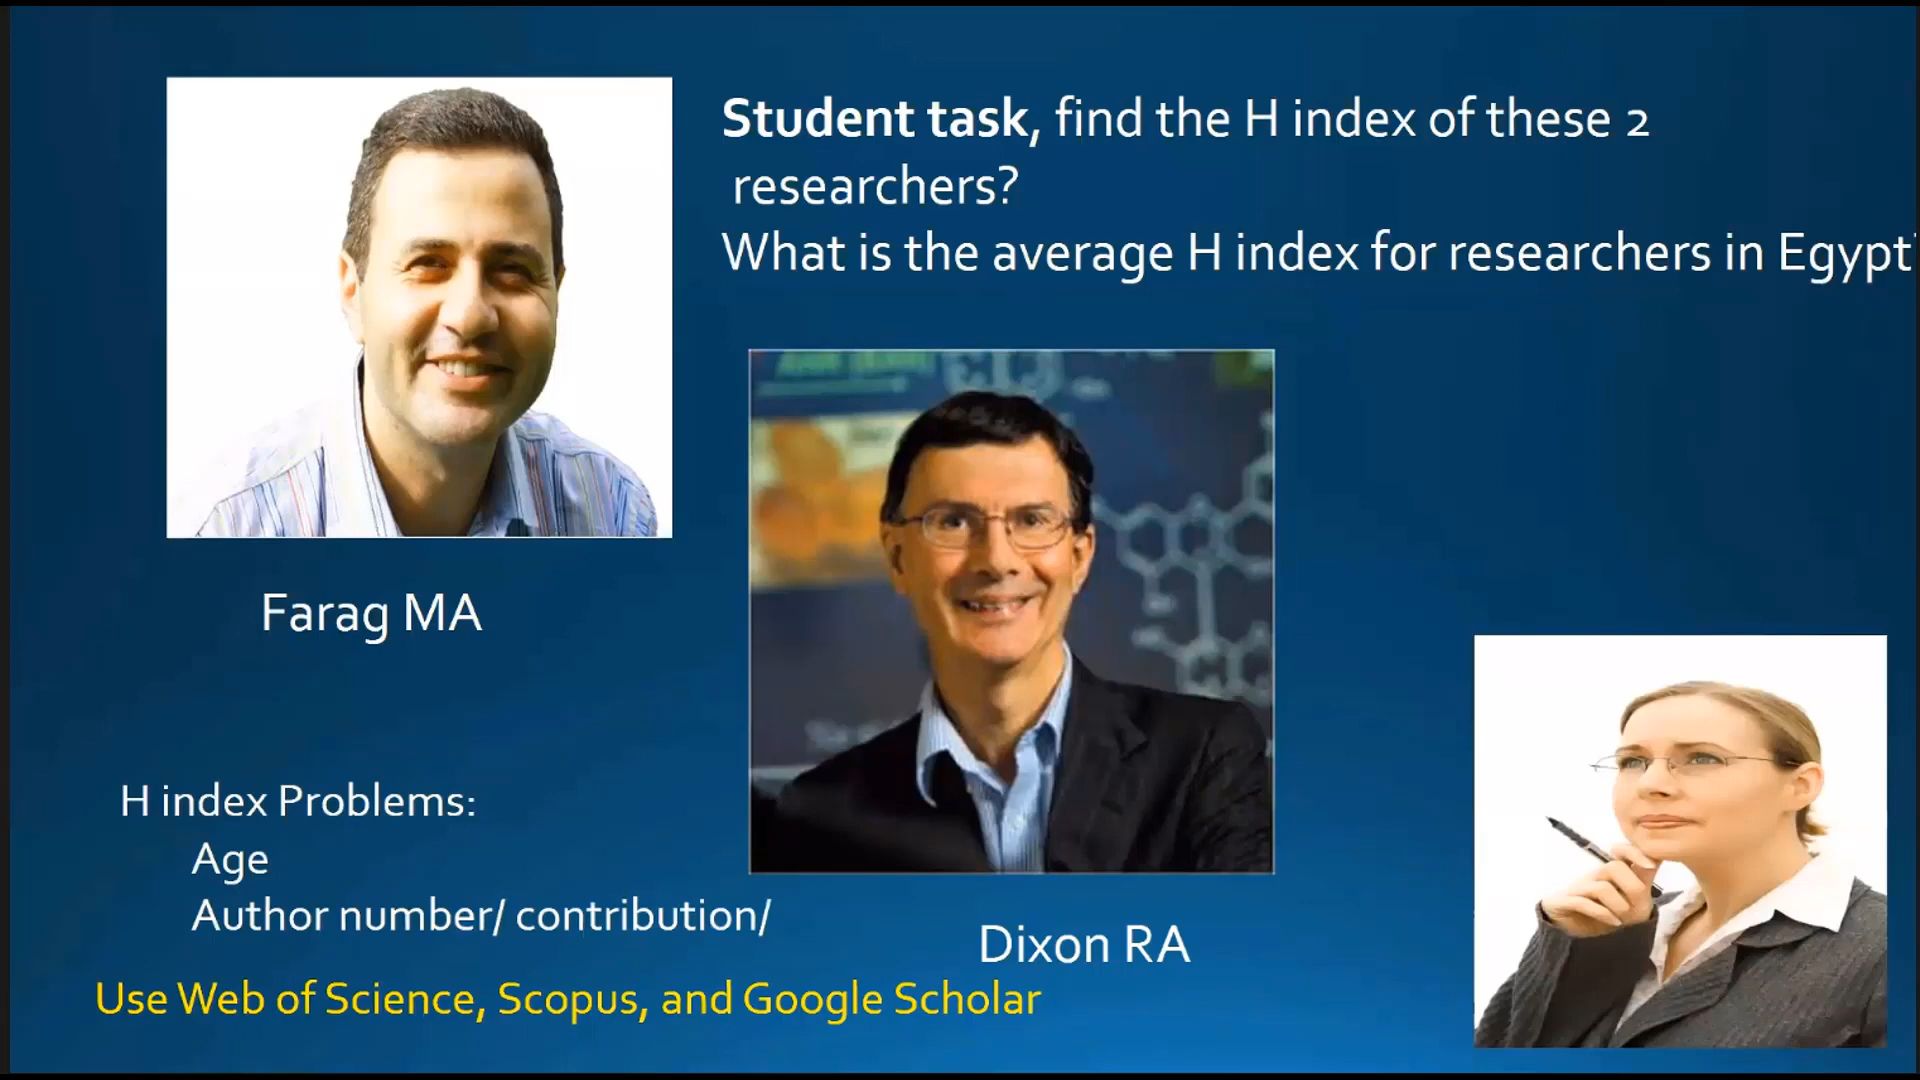 Student task, find the H index of these 2
researchers?
What is the average H index for researchers in Egypt
Farag MA
H index Problems:
Age
Author number/ contribution/
Dixon RA
Use Web of Science, Scopus, and Google Scholar